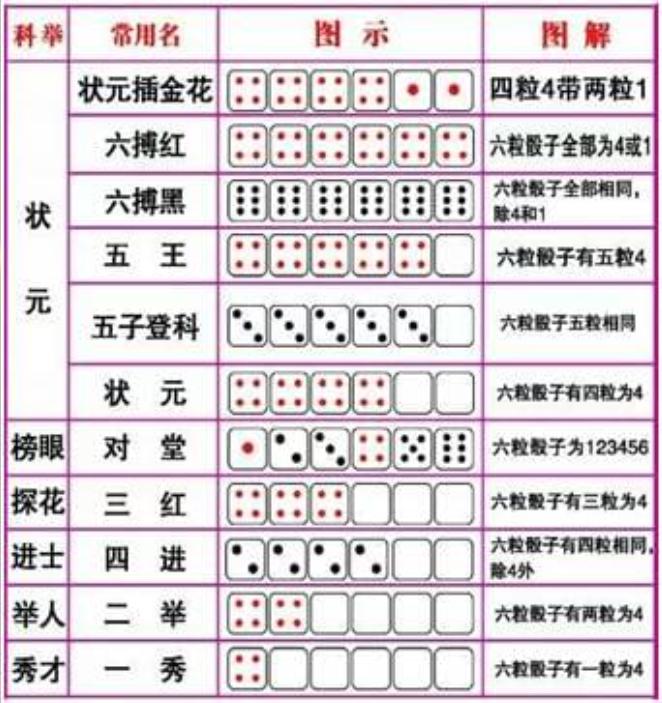 科举 常用名 图示 图解
状元
状元插金花 四粒4带两粒1
六搏红 六粒骰子全部为4或1
六搏黑 六粒骰子全部相同，
除4和1
五王 六粒骰子有五粒4
五子登科 六粒骰子五粒相同
状元 六粒骰子有四粒为4
榜眼 对堂 六粒骰子为123456
探花 三红 六粒骰子有三粒为4
进士 四进 六粒骰子有四粒相同，
除4外
举人 二举 六粒骰子有两粒为4
秀才 一秀 六粒骰子有一粒为4